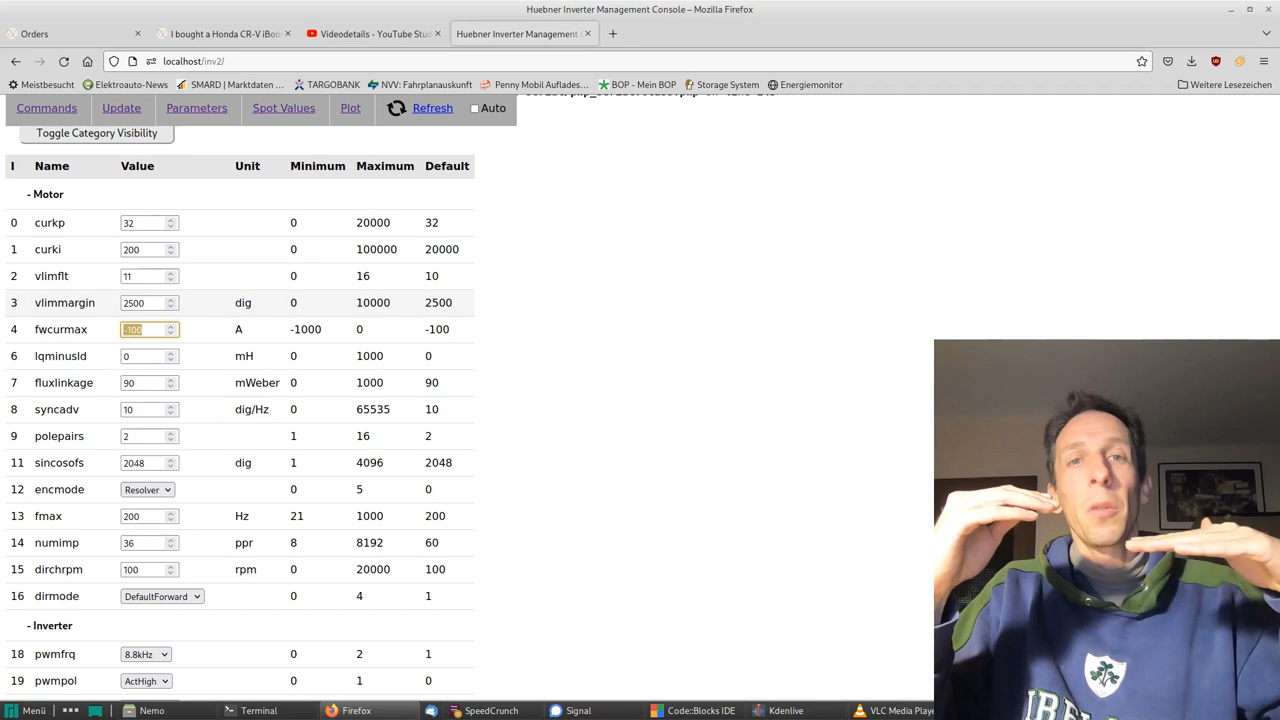 Huebner Inverter Management Console – Mozilla Firefox
Orders
I bought a Honda CR-V iBoo
Videodetails - YouTube Stud
Huebner Inverter Management
localhost/inv2/
Meistbesucht Elektroauto-News SMARD | Marktdaten ... TARGOBANK NVV: Fahrplanauskunft Penny Mobil Auflades... BOP - Mein BOP Storage System Energiemonitor Weitere Lesezeichen
Commands Update Parameters Spot Values Plot Refresh Auto
Toggle Category Visibility
I Name Value Unit Minimum Maximum Default
- Motor
0 curkp 32 0 20000 32
1 curki 200 0 100000 20000
2 vlimflt 11 0 16 10
3 vlimmargin 2500 dig 0 10000 2500
4 fwcurmax -100 A -1000 0 -100
6 lqminusld 0 mH 0 1000 0
7 fluxlinkage 90 mWeber 0 1000 90
8 syncadv 10 dig/Hz 0 65535 10
9 polepairs 2 1 16 2
11 sincosofs 2048 dig 1 4096 2048
12 encmode Resolver 0 5 0
13 fmax 200 Hz 21 1000 200
14 numimp 36 ppr 8 8192 60
15 dirchrpm 100 rpm 0 20000 100
16 dirmode DefaultForward 0 4 1
- Inverter
18 pwmfrq 8.8kHz 0 2 1
19 pwmpol ActHigh 0 1 0
Menü Nemo Terminal Firefox SpeedCrunch Signal Code::Blocks IDE Kdenlive VLC Media Playe